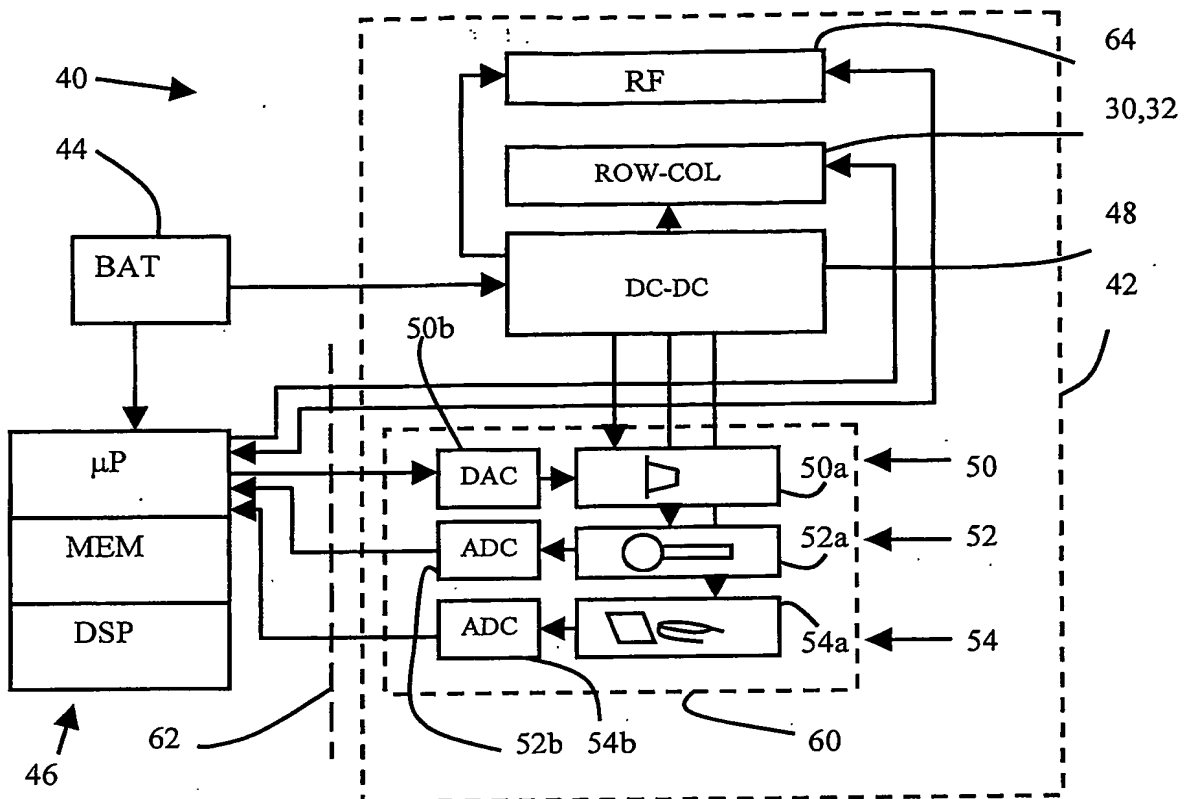 64
40
RF
30,32
44
ROW-COL
48
BAT
DC-DC
42
50b
μP
DAC
50a
50
MEM
ADC
52a
52
DSP
ADC
54a
54
62
52b
54b
60
46